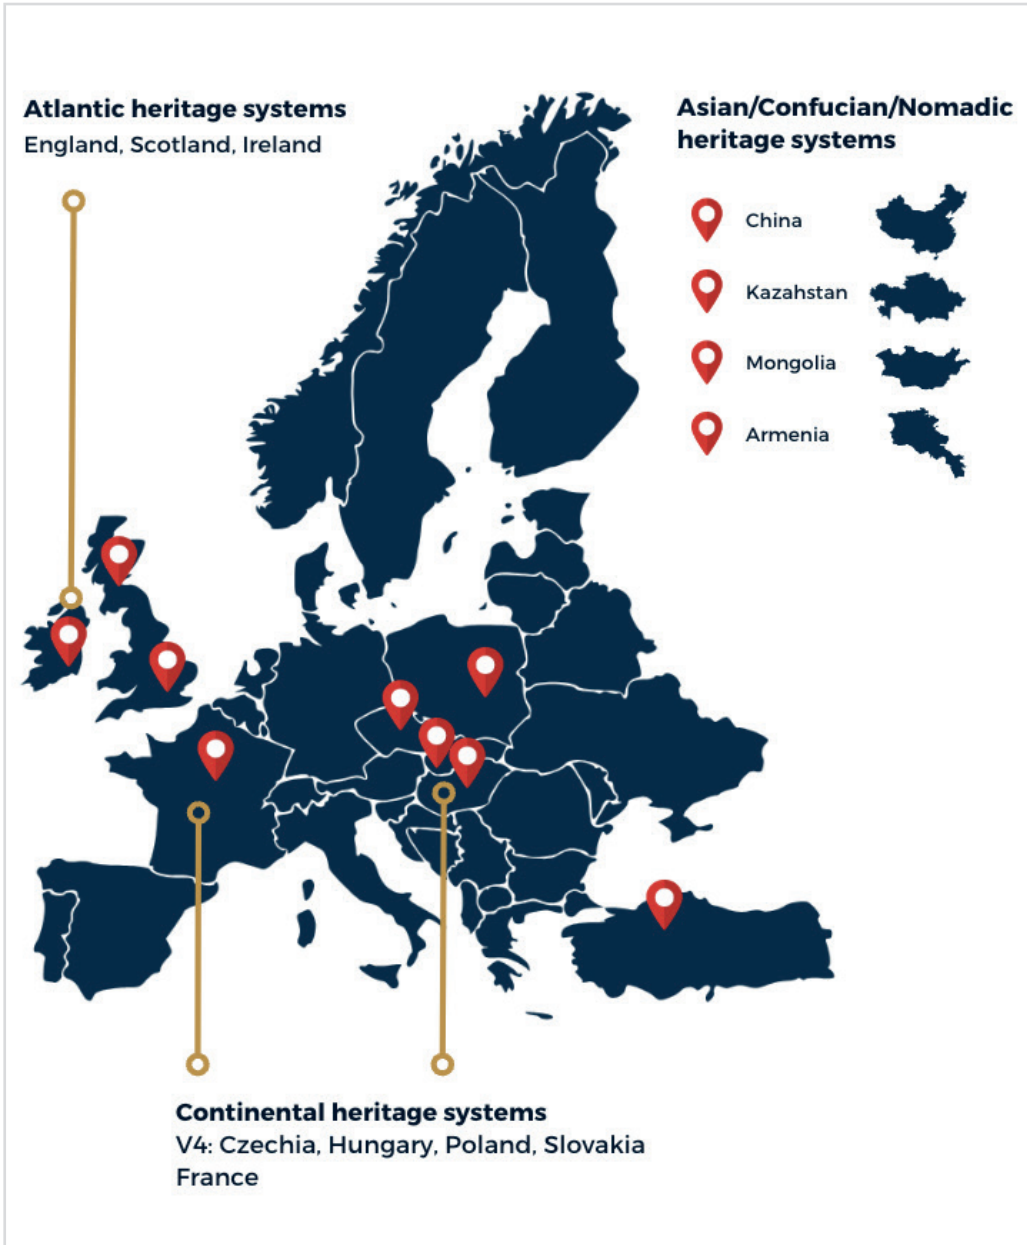 Atlantic heritage systems
England, Scotland, Ireland
Asian/Confucian/Nomadic
heritage systems
China
Kazahstan
Mongolia
Armenia
Continental heritage systems
V4: Czechia, Hungary, Poland, Slovakia
France